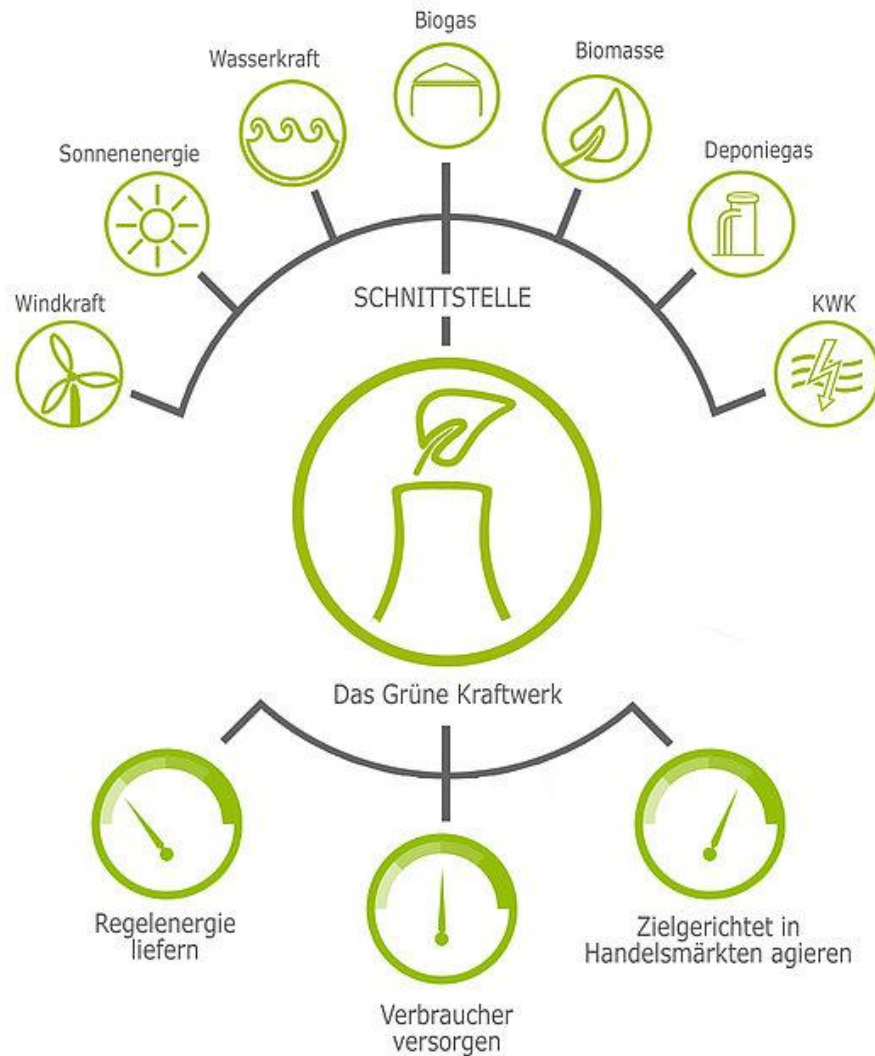 Biogas
Wasserkraft
Biomasse
Sonnenenergie
Deponiegas
Windkraft
SCHNITTSTELLE
KWK
Das Grüne Kraftwerk
Regelenergie
liefern
Verbraucher
versorgen
Zielgerichtet in
Handelsmärkten agieren